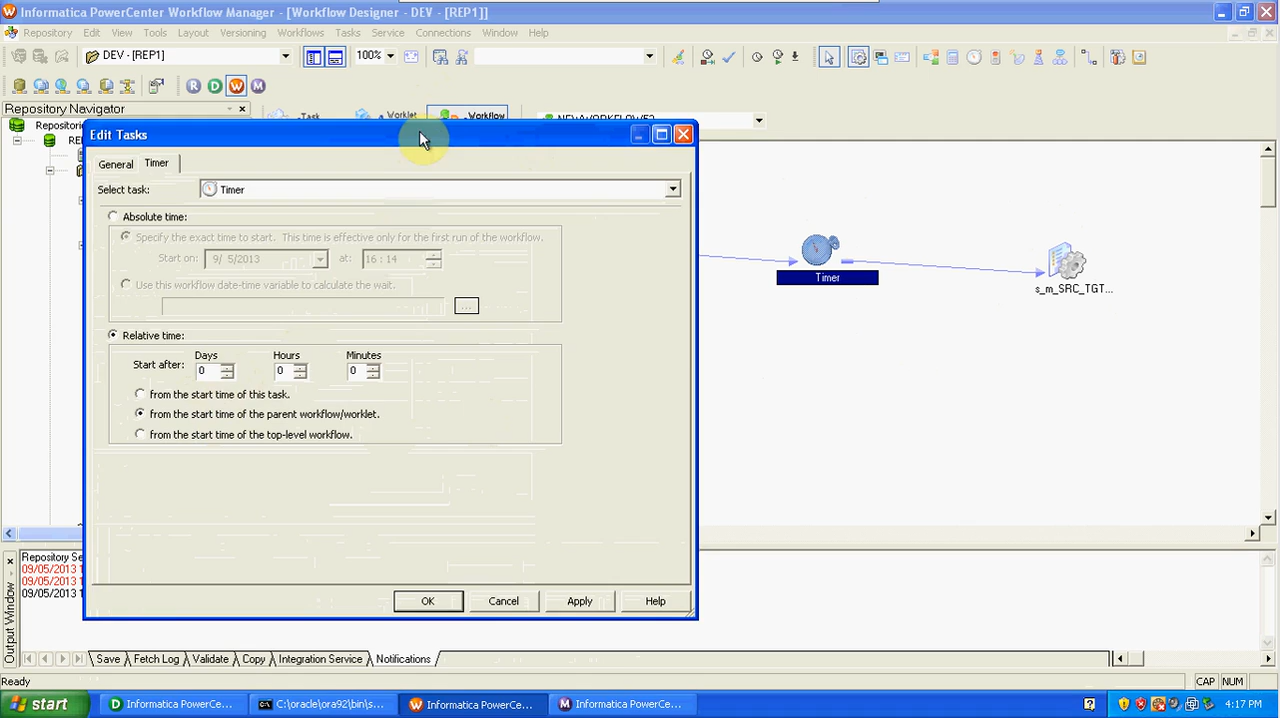 Informatica PowerCenter Workflow Manager - [Workflow Designer - DEV - [REP1]]
Repository Edit View Tools Layout Versioning Workflows Tasks Service Connections Window Help
DEV - [REP1] 100%
R D W M
Repository Navigator
Task Worklet Workflow
Repositories
Edit Tasks
General Timer
Select task: Timer
Absolute time:
Specify the exact time to start. This time is effective only for the first run of the workflow.
Start on: 9/ 5/2013 at: 16 : 14
Use this workflow date-time variable to calculate the wait.
...
Relative time:
Days Hours Minutes
Start after: 0 0 0
from the start time of this task.
from the start time of the parent workflow/worklet.
from the start time of the top-level workflow.
OK Cancel Apply Help
Timer
s_m_SRC_TGT...
Output Window
Repository Se
09/05/2013 1
09/05/2013 1
09/05/2013 1
Save Fetch Log Validate Copy Integration Service Notifications
Ready CAP NUM
start Informatica PowerCe... C:\oracle\ora92\bin\s... Informatica PowerCe... Informatica PowerCe... 4:17 PM